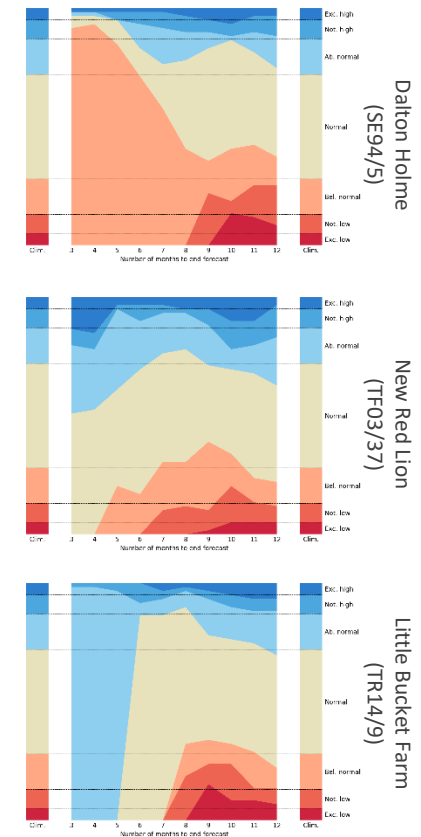 Exc. high
Not. high
Ab. normal
Normal
Bel. normal
Not. low
Exc. low
Clim.
3 4 5 6 7 8 9 10 11 12
Clim.
Number of months to end forecast
Dalton Holme
(SE94/5)
Exc. high
Not. high
Ab. normal
Normal
Bel. normal
Not. low
Exc. low
Clim.
3 4 5 6 7 8 9 10 11 12
Clim.
Number of months to end forecast
New Red Lion
(TF03/37)
Exc. high
Not. high
Ab. normal
Normal
Bel. normal
Not. low
Exc. low
Clim.
3 4 5 6 7 8 9 10 11 12
Clim.
Number of months to end forecast
Little Bucket Farm
(TR14/9)